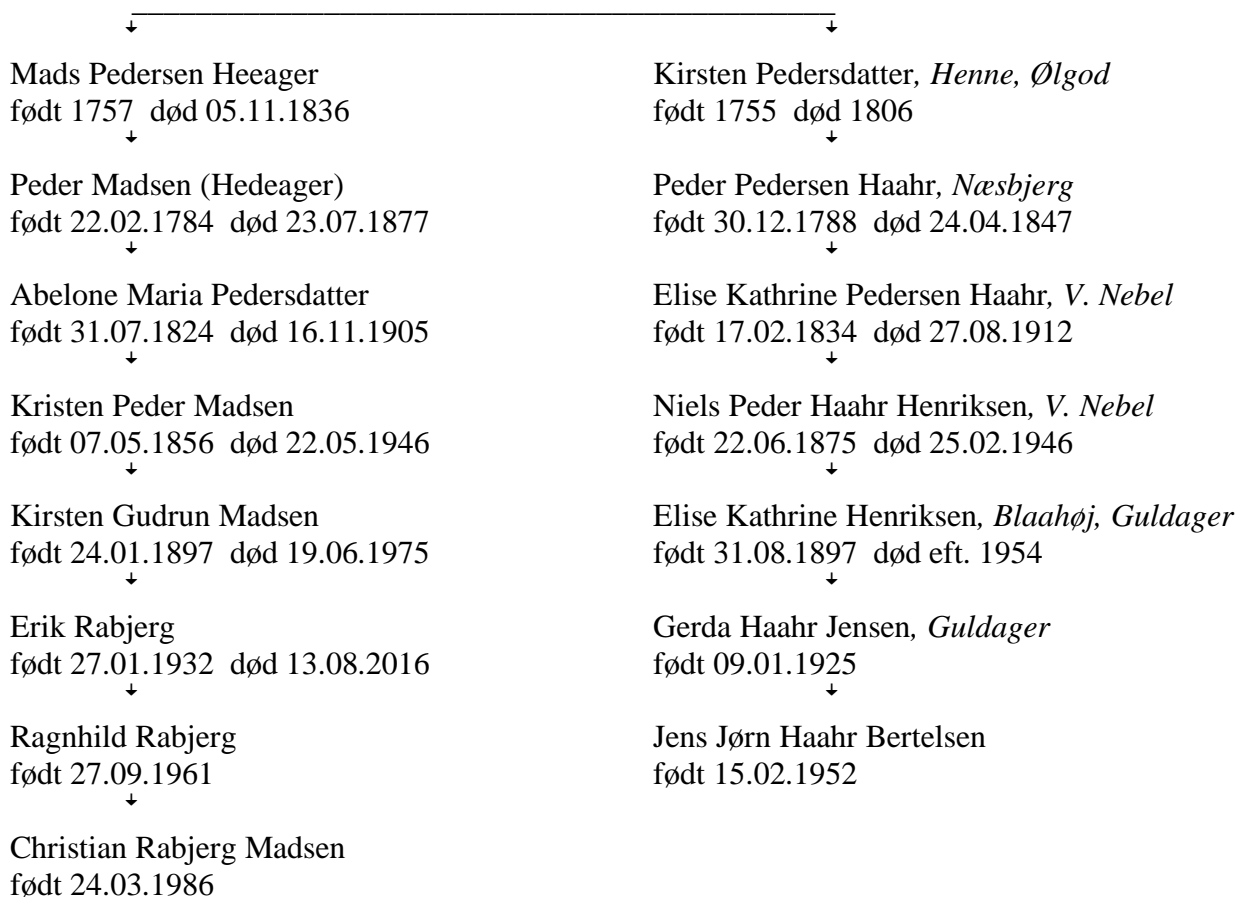 Mads Pedersen Heeager
født 1757 død 05.11.1836
Peder Madsen (Hedeager)
født 22.02.1784 død 23.07.1877
Abelone Maria Pedersdatter
født 31.07.1824 død 16.11.1905
Kristen Peder Madsen
født 07.05.1856 død 22.05.1946
Kirsten Gudrun Madsen
født 24.01.1897 død 19.06.1975
Erik Rabjerg
født 27.01.1932 død 13.08.2016
Ragnhild Rabjerg
født 27.09.1961
Christian Rabjerg Madsen
født 24.03.1986
Kirsten Pedersdatter, Henne, Ølgod
født 1755 død 1806
Peder Pedersen Haahr, Næsbjerg
født 30.12.1788 død 24.04.1847
Elise Kathrine Pedersen Haahr, V. Nebel
født 17.02.1834 død 27.08.1912
Niels Peder Haahr Henriksen, V. Nebel
født 22.06.1875 død 25.02.1946
Elise Kathrine Henriksen, Blaahøj, Guldager
født 31.08.1897 død eft. 1954
Gerda Haahr Jensen, Guldager
født 09.01.1925
Jens Jørn Haahr Bertelsen
født 15.02.1952